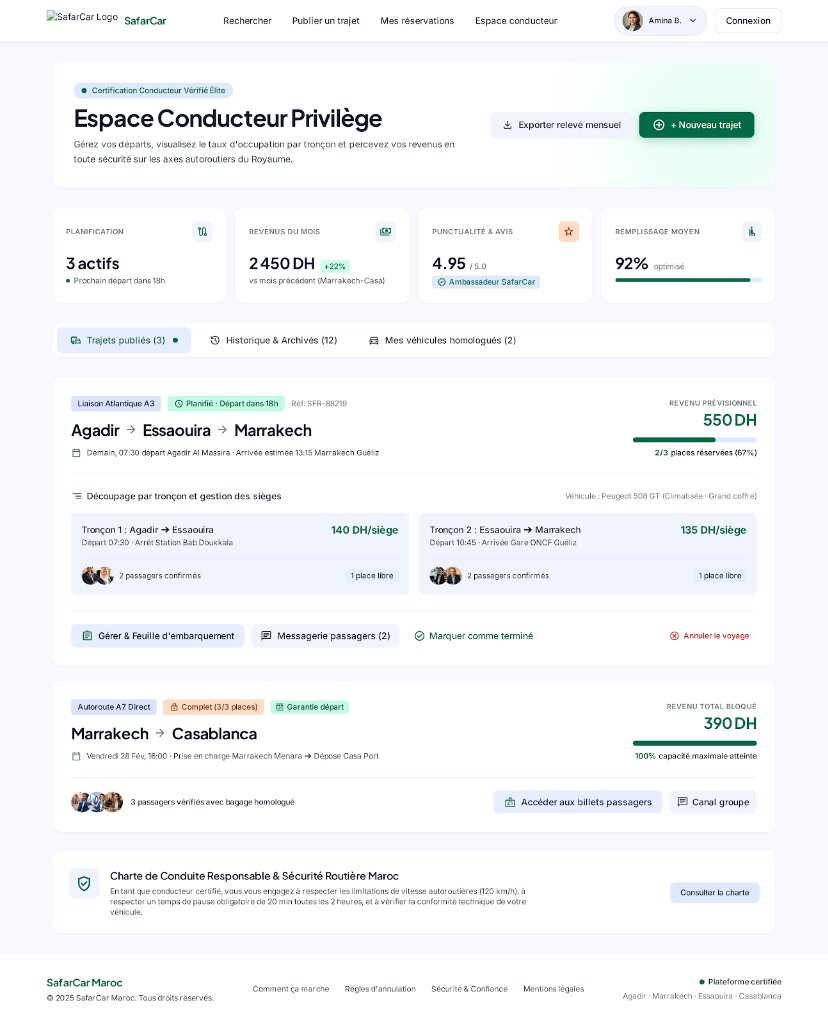 SafarCar Logo SafarCar Rechercher Publier un trajet Mes réservations Espace conducteur Amina B. Connexion
Certification Conducteur Vérifié Élite
Espace Conducteur Privilège
Gérez vos départs, visualisez le taux d'occupation par tronçon et percevez vos revenus en
toute sécurité sur les axes autoroutiers du Royaume.
Exporter relevé mensuel
+ Nouveau trajet
PLANIFICATION
3 actifs
Prochain départ dans 18h
REVENUS DU MOIS
2 450 DH +22%
vs mois précédent (Marrakech-Casa)
PUNCTUALITÉ & AVIS
4.95 / 5.0
Ambassadeur SafarCar
REMPLISSAGE MOYEN
92% optimisé
Trajets publiés (3)
Historique & Archivés (12)
Mes véhicules homologués (2)
Liaison Atlantique A3 Planifié · Départ dans 18h Réf: SFR-88219
Agadir → Essaouira → Marrakech
Demain, 07:30 départ Agadir Al Massira · Arrivée estimée 13:15 Marrakech Guéliz
REVENU PRÉVISIONNEL
550 DH
2/3 places réservées (67%)
Découpage par tronçon et gestion des sièges
Véhicule : Peugeot 508 GT (Climatisée · Grand coffre)
Tronçon 1 : Agadir ➔ Essaouira 140 DH/siège
Départ 07:30 · Arrêt Station Bab Doukkala
2 passagers confirmés 1 place libre
Tronçon 2 : Essaouira ➔ Marrakech 135 DH/siège
Départ 10:45 · Arrivée Gare ONCF Guéliz
2 passagers confirmés 1 place libre
Gérer & Feuille d'embarquement
Messagerie passagers (2)
Marquer comme terminé
Annuler le voyage
Autoroute A7 Direct Complet (3/3 places) Garantie départ
Marrakech → Casablanca
Vendredi 28 Fév, 16:00 · Prise en charge Marrakech Menara ➔ Dépose Casa Port
REVENU TOTAL BLOQUÉ
390 DH
100% capacité maximale atteinte
3 passagers vérifiés avec bagage homologué
Accéder aux billets passagers
Canal groupe
Charte de Conduite Responsable & Sécurité Routière Maroc
En tant que conducteur certifié, vous vous engagez à respecter les limitations de vitesse autoroutières (120 km/h), à
respecter un temps de pause obligatoire de 20 min toutes les 2 heures, et à vérifier la conformité technique de votre
véhicule.
Consulter la charte
SafarCar Maroc
© 2025 SafarCar Maroc. Tous droits réservés.
Comment ça marche Règles d'annulation Sécurité & Confiance Mentions légales
Plateforme certifiée
Agadir · Marrakech · Essaouira · Casablanca